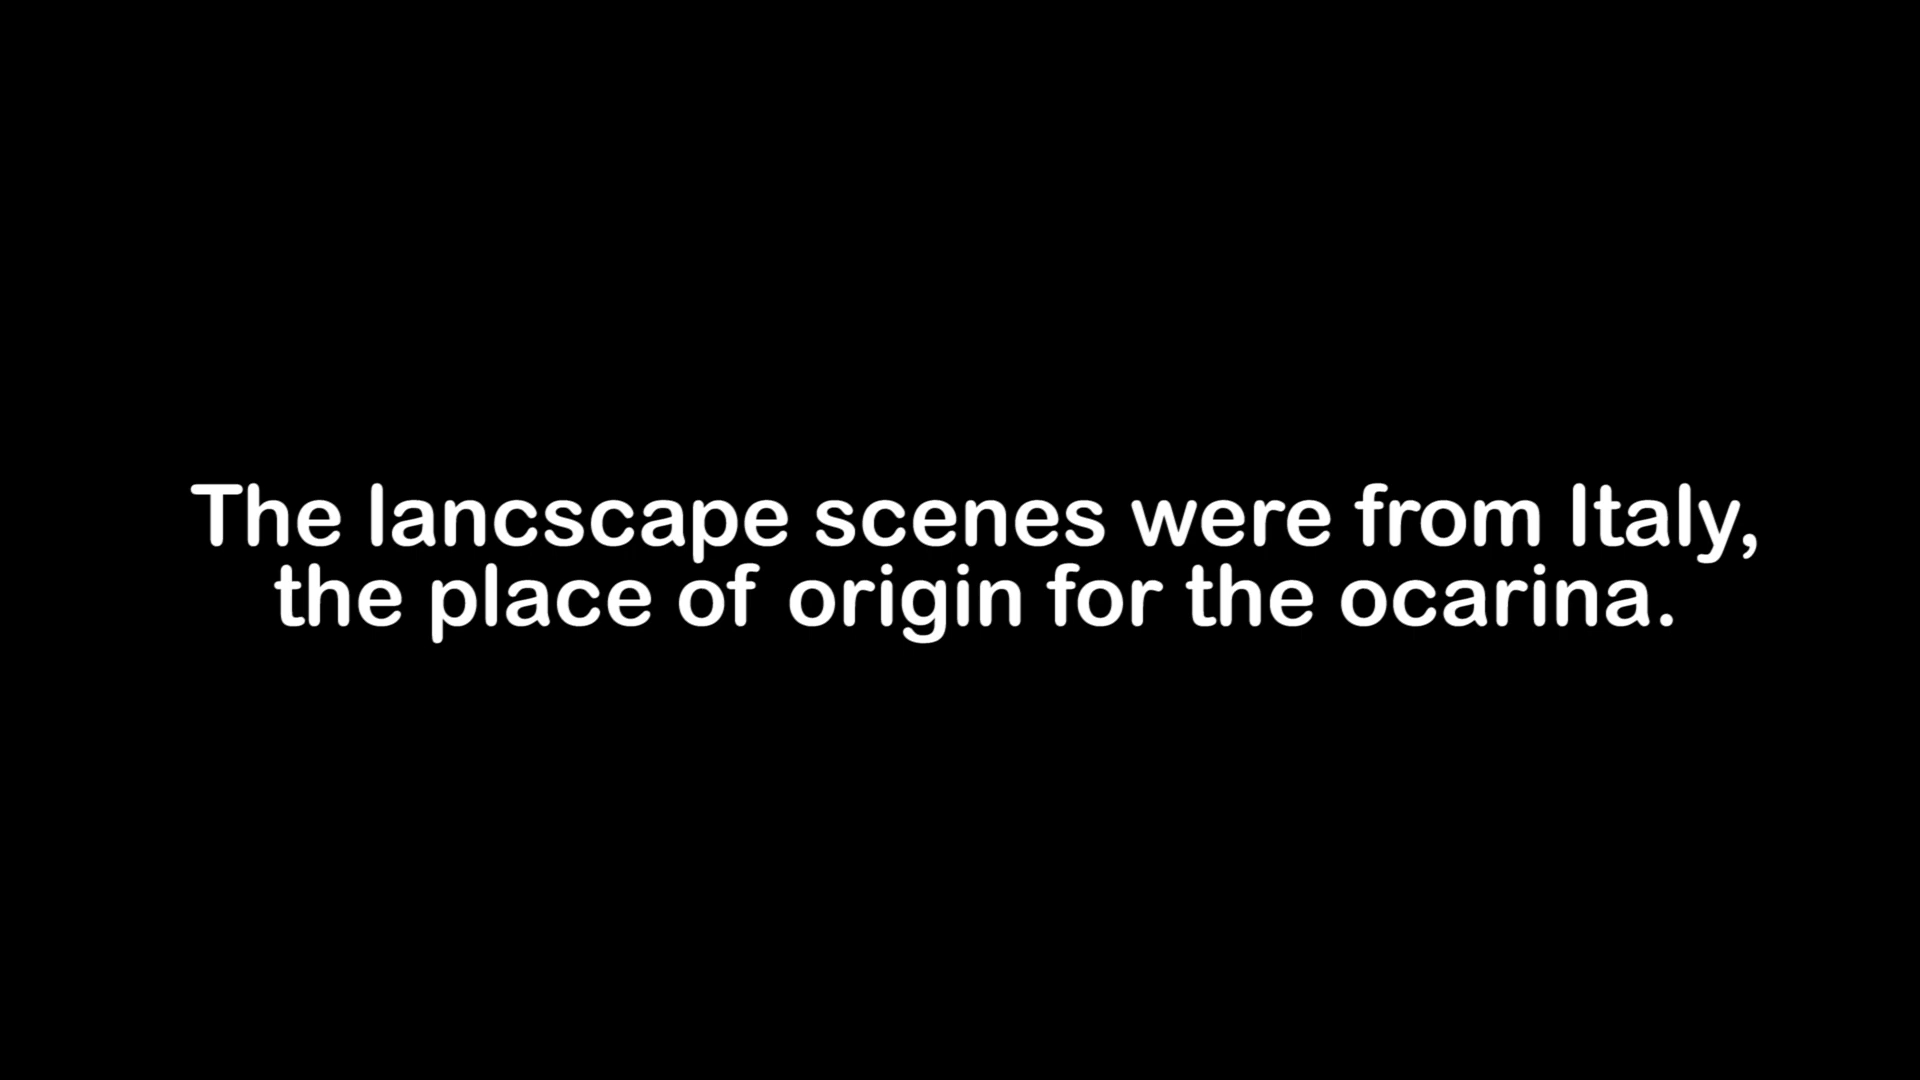 The lancscape scenes were from Italy,
the place of origin for the ocarina.